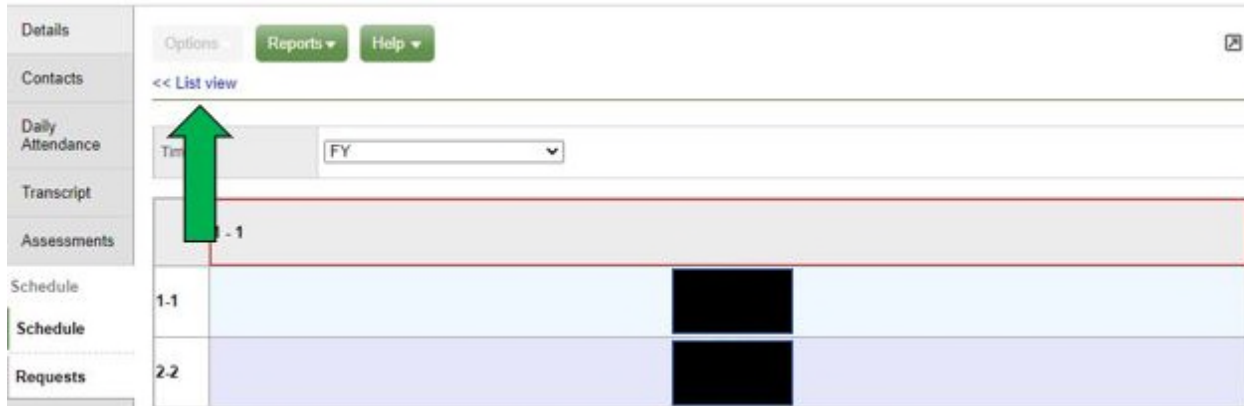 Details
Contacts
Daily
Attendance
Transcript
Assessments
Schedule
Schedule
Requests
Options
Reports
Help
<< List view
FY
- 1
1-1
2-2